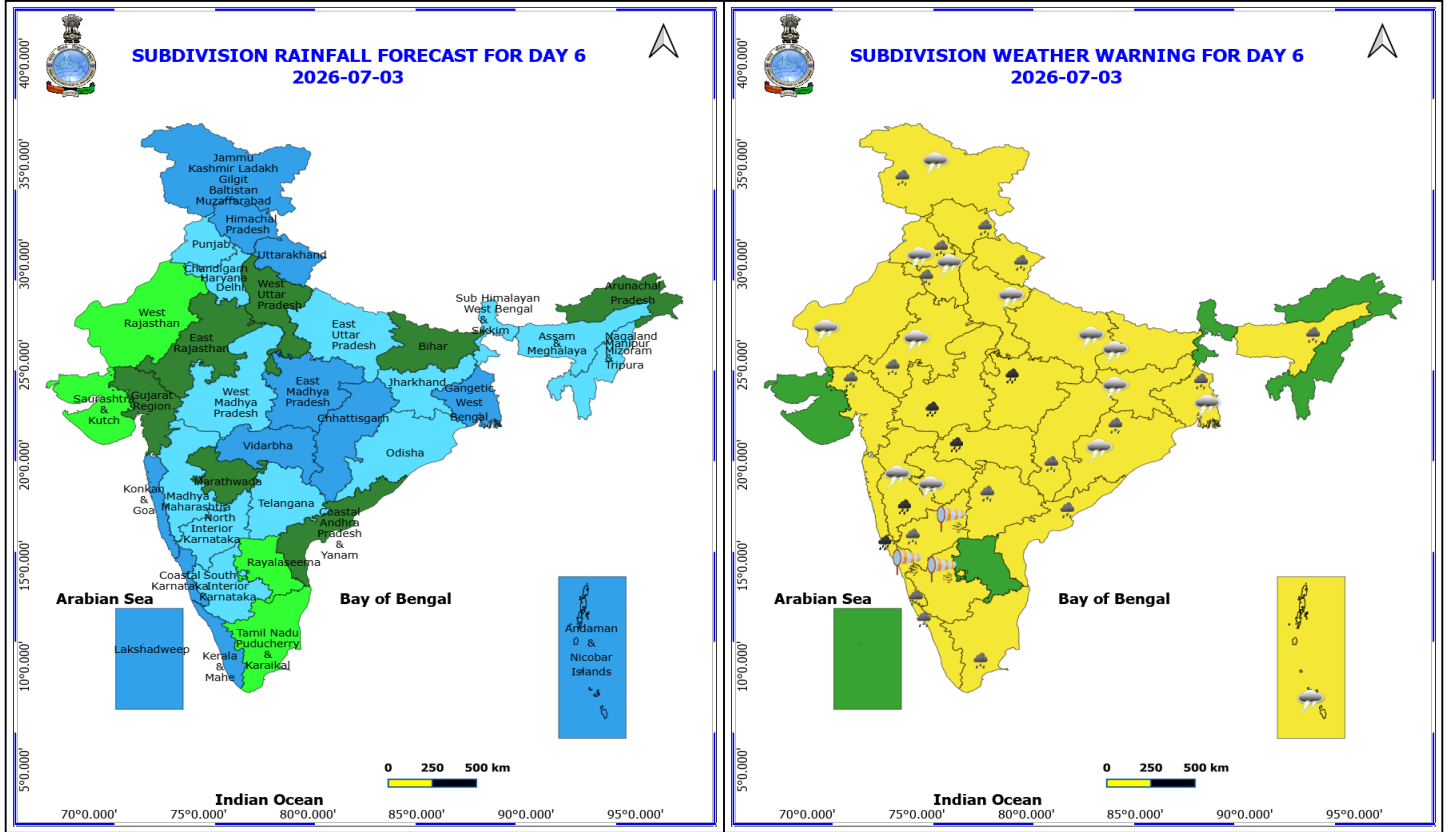 SUBDIVISION RAINFALL FORECAST FOR DAY 6
2026-07-03
40°0.000'
35°0.000'
30°0.000'
25°0.000'
20°0.000'
15°0.000'
10°0.000'
5°0.000'
Jammu
Kashmir Ladakh
Gilgit
Baltistan
Muzaffarabad
Himachal
Pradesh
Punjab
Uttarakhand
Chandigarh
Haryana
Delhi
West
Uttar
Pradesh
West
Rajasthan
East
Rajasthan
East
Uttar
Pradesh
Bihar
Sub Himalayan
West Bengal
&
Sikkim
Arunachal
Pradesh
Assam
&
Meghalaya
Nagaland
Manipur
Mizoram
&
Tripura
Saurashtra
&
Kutch
Gujarat
Region
West
Madhya
Pradesh
East
Madhya
Pradesh
Jharkhand
Gangetic
West
Bengal
Chhattisgarh
Vidarbha
Odisha
Konkan
&
Goa
Madhya
Maharashtra
Marathwada
Telangana
North
Interior
Karnataka
Coastal
Andhra
Pradesh
&
Yanam
Rayalaseema
Coastal
Karnataka
South
Interior
Karnataka
Arabian Sea
Bay of Bengal
Lakshadweep
Kerala
&
Mahe
Tamil Nadu
Puducherry
&
Karaikal
Andaman
&
Nicobar
Islands
0 250 500 km
Indian Ocean
70°0.000' 75°0.000' 80°0.000' 85°0.000' 90°0.000' 95°0.000'
SUBDIVISION WEATHER WARNING FOR DAY 6
2026-07-03
40°0.000'
35°0.000'
30°0.000'
25°0.000'
20°0.000'
15°0.000'
10°0.000'
5°0.000'
Arabian Sea
Bay of Bengal
0 250 500 km
Indian Ocean
70°0.000' 75°0.000' 80°0.000' 85°0.000' 90°0.000' 95°0.000'